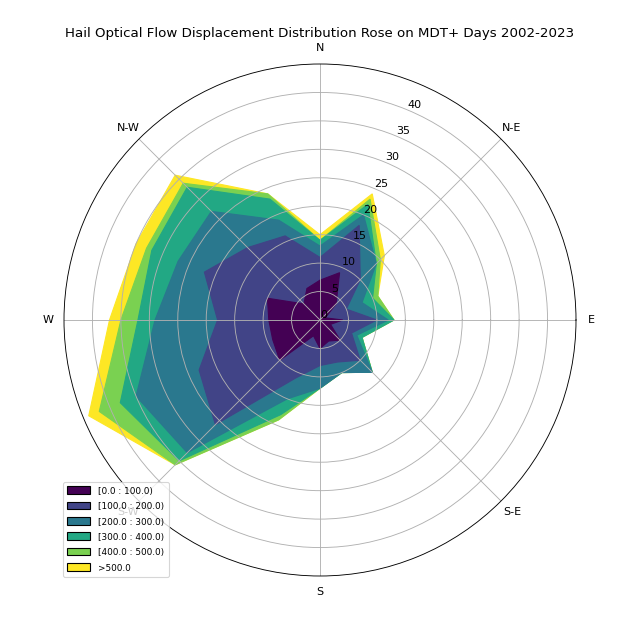 Hail Optical Flow Displacement Distribution Rose on MDT+ Days 2002-2023
N
N-W
N-E
40
35
30
25
20
15
10
5
0
W
E
[0.0 : 100.0)
[100.0 : 200.0)
[200.0 : 300.0)
[300.0 : 400.0)
[400.0 : 500.0)
>500.0
S-W
S-E
S